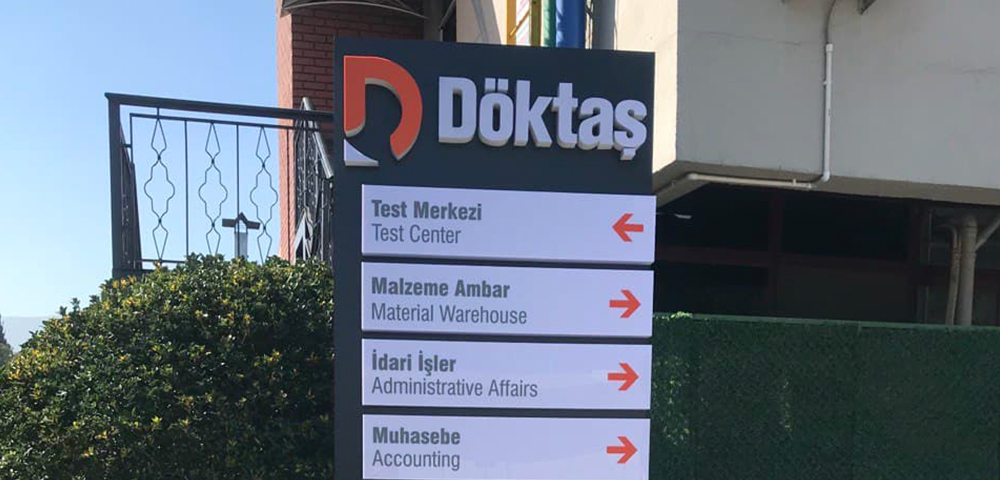 Döktaş
Test Merkezi
Test Center
Malzeme Ambar
Material Warehouse
İdari İşler
Administrative Affairs
Muhasebe
Accounting